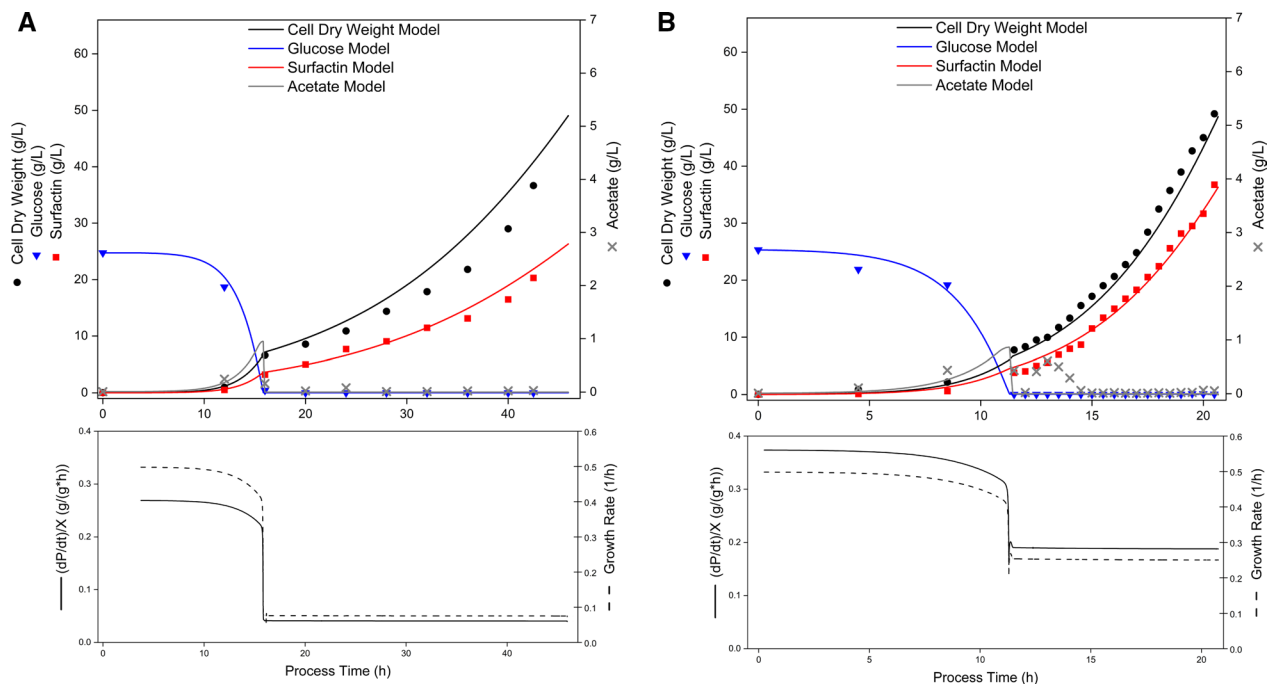 A
Cell Dry Weight Model
Glucose Model
Surfactin Model
Acetate Model
Cell Dry Weight (g/L)
Glucose (g/L)
Surfactin (g/L)
60
50
40
30
20
10
0
7
6
5
4
3
2
1
0
Acetate (g/L)
0 10 20 30 40
(dP/dt)/X (g/(g*h)
0.4
0.3
0.2
0.1
0.0
0.6
0.5
0.4
0.3
0.2
0.1
0.0
Growth Rate (1/h)
0 10 20 30 40
Process Time (h)
B
Cell Dry Weight Model
Glucose Model
Surfactin Model
Acetate Model
Cell Dry Weight (g/L)
Glucose (g/L)
Surfactin (g/L)
60
50
40
30
20
10
0
7
6
5
4
3
2
1
0
Acetate (g/L)
0 5 10 15 20
(dP/dt)/X (g/(g*h)
0.4
0.3
0.2
0.1
0.0
0.6
0.5
0.4
0.3
0.2
0.1
0.0
Growth Rate (1/h)
0 5 10 15 20
Process Time (h)